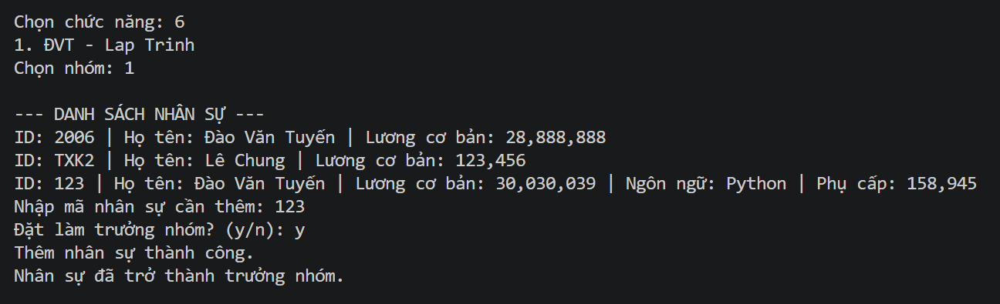 Chọn chức năng: 6
1. ĐVT - Lap Trinh
Chọn nhóm: 1
--- DANH SÁCH NHÂN SỰ ---
ID: 2006 | Họ tên: Đào Văn Tuyến | Lương cơ bản: 28,888,888
ID: TXK2 | Họ tên: Lê Chung | Lương cơ bản: 123,456
ID: 123 | Họ tên: Đào Văn Tuyến | Lương cơ bản: 30,030,039 | Ngôn ngữ: Python | Phụ cấp: 158,945
Nhập mã nhân sự cần thêm: 123
Đặt làm trưởng nhóm? (y/n): y
Thêm nhân sự thành công.
Nhân sự đã trở thành trưởng nhóm.